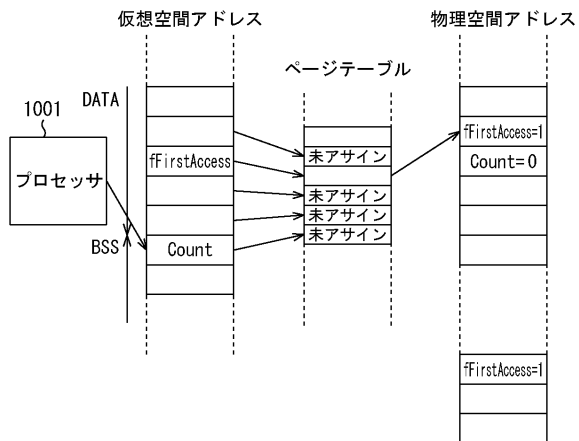 仮想空間アドレス
物理空間アドレス
ページテーブル
DATA
1001
fFirstAccess=1
未アサイン
fFirstAccess
Count=0
プロセッサ
未アサイン
未アサイン
未アサイン
BSS
Count
fFirstAccess=1